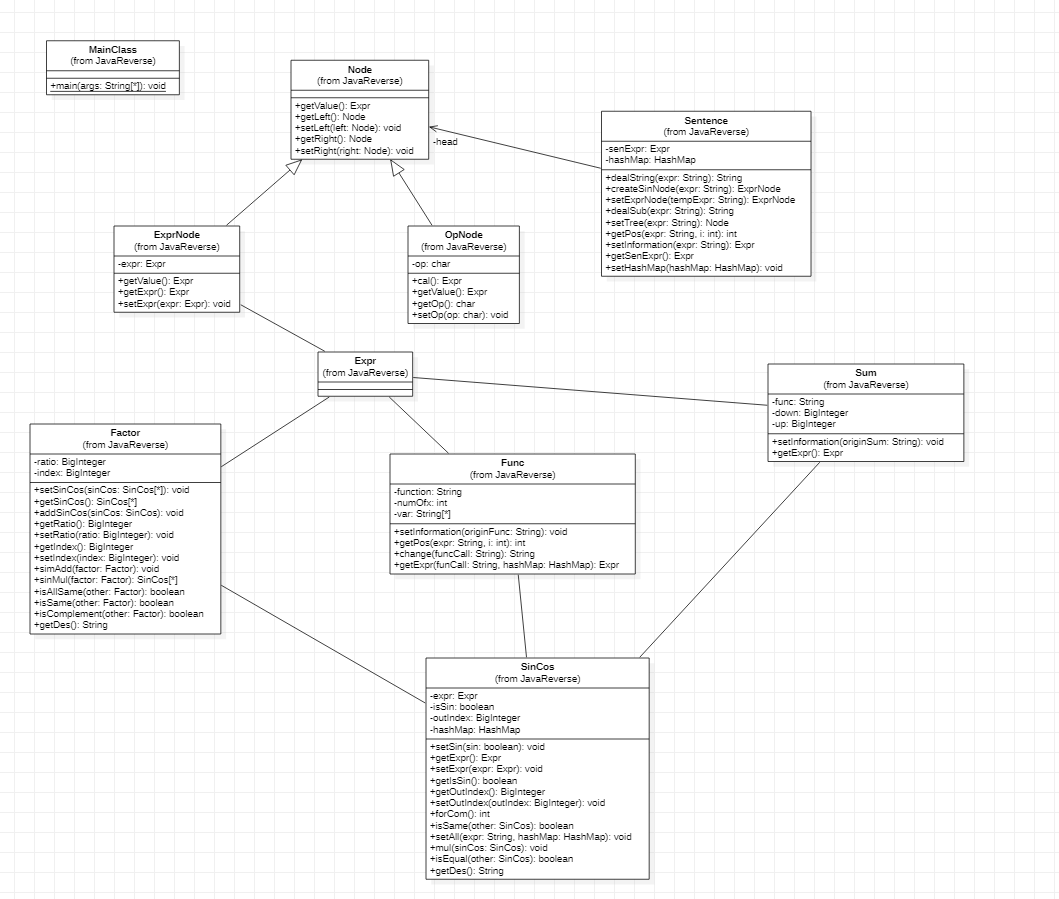 MainClass
(from JavaReverse)
+main(args: String[*]): void
Node
(from JavaReverse)
+getValue(): Expr
+getLeft(): Node
+setLeft(left: Node): void
+getRight(): Node
+setRight(right: Node): void
-head
Sentence
(from JavaReverse)
-senExpr: Expr
-hashMap: HashMap
+dealString(expr: String): String
+createSinNode(expr: String): ExprNode
+setExprNode(tempExpr: String): ExprNode
+dealSub(expr: String): String
+setTree(expr: String): Node
+getPos(expr: String, i: int): int
+setInformation(expr: String): Expr
+getSenExpr(): Expr
+setHashMap(hashMap: HashMap): void
ExprNode
(from JavaReverse)
-expr: Expr
+getValue(): Expr
+getExpr(): Expr
+setExpr(expr: Expr): void
OpNode
(from JavaReverse)
-op: char
+cal(): Expr
+getValue(): Expr
+getOp(): char
+setOp(op: char): void
Expr
(from JavaReverse)
Sum
(from JavaReverse)
-func: String
-down: BigInteger
-up: BigInteger
+setInformation(originSum: String): void
+getExpr(): Expr
Factor
(from JavaReverse)
-ratio: BigInteger
-index: BigInteger
+setSinCos(sinCos: SinCos[*]): void
+getSinCos(): SinCos[*]
+addSinCos(sinCos: SinCos): void
+getRatio(): BigInteger
+setRatio(ratio: BigInteger): void
+getIndex(): BigInteger
+setIndex(index: BigInteger): void
+simAdd(factor: Factor): void
+sinMul(factor: Factor): SinCos[*]
+isAllSame(other: Factor): boolean
+isSame(other: Factor): boolean
+isComplement(other: Factor): boolean
+getDes(): String
Func
(from JavaReverse)
-function: String
-numOfx: int
-var: String[*]
+setInformation(originFunc: String): void
+getPos(expr: String, i: int): int
+change(funcCall: String): String
+getExpr(funCall: String, hashMap: HashMap): Expr
SinCos
(from JavaReverse)
-expr: Expr
-isSin: boolean
-outIndex: BigInteger
-hashMap: HashMap
+setSin(sin: boolean): void
+getExpr(): Expr
+setExpr(expr: Expr): void
+getIsSin(): boolean
+getOutIndex(): BigInteger
+setOutIndex(outIndex: BigInteger): void
+forCom(): int
+isSame(other: SinCos): boolean
+setAll(expr: String, hashMap: HashMap): void
+mul(sinCos: SinCos): void
+isEqual(other: SinCos): boolean
+getDes(): String